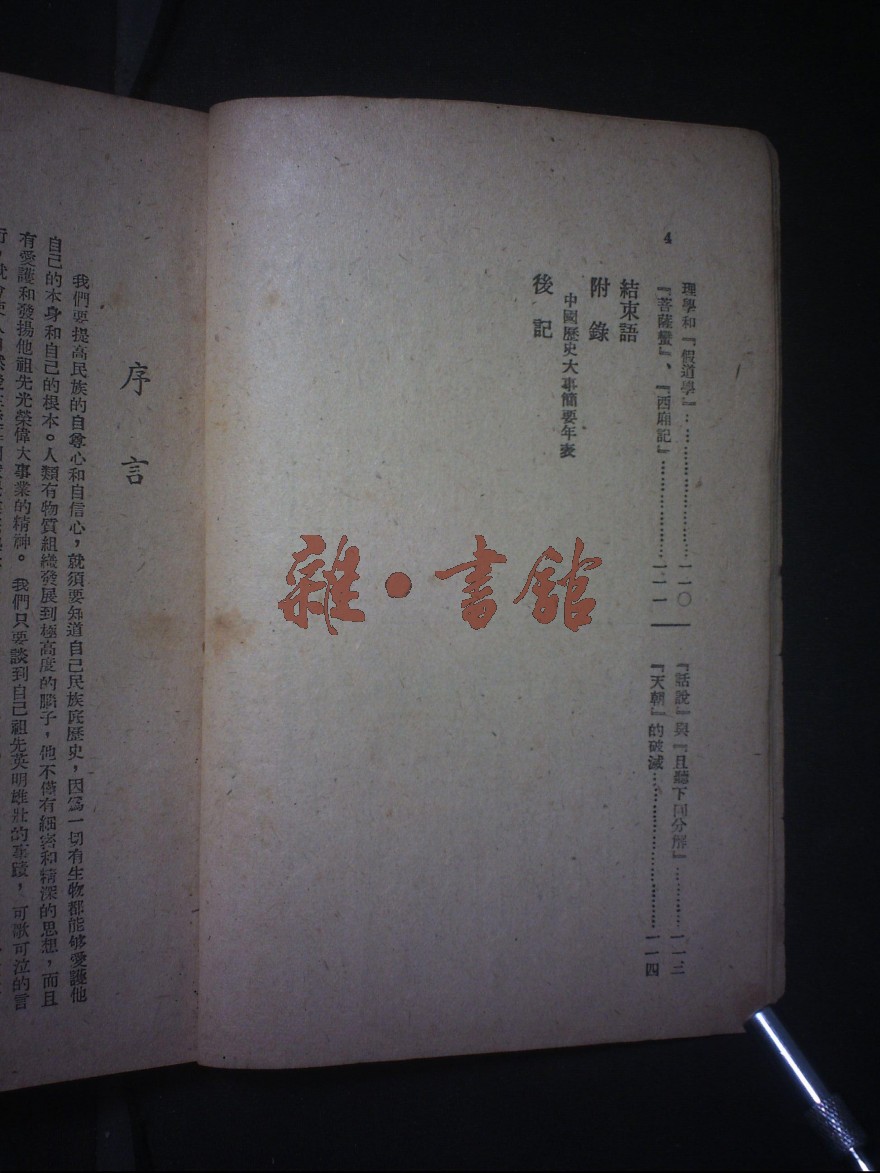 4
理學和『假道學』…………………一一〇
『話說』與『且聽下回分解』…………一一三
『菩薩蠻』、『西廂記』…………………一一一
『天朝』的破滅…………………一一四
結束語
附錄
中國歷史大事簡要年表
後記
雜・書館
序言
我們要提高民族的自尊心和自信心，就須要知道自己民族底歷史，因為一切有生物都能够愛護他
自己的本身和自己的根本。人類有物質組織發展到極高度的腦子，他不僅有細密和精深的思想，而且
有愛護和發揚他祖先光榮偉大事業的精神。我們只要談到自己祖先英明雄壯的事蹟，可歌可泣的言